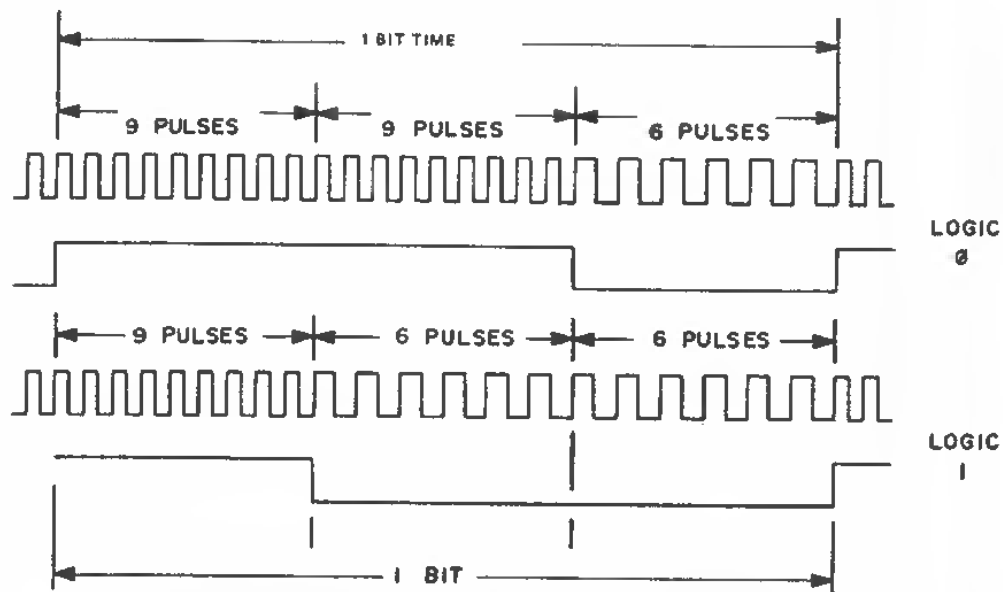 1 BIT TIME
9 PULSES
9 PULSES
6 PULSES
LOGIC
0
9 PULSES
6 PULSES
6 PULSES
LOGIC
1
1 BIT